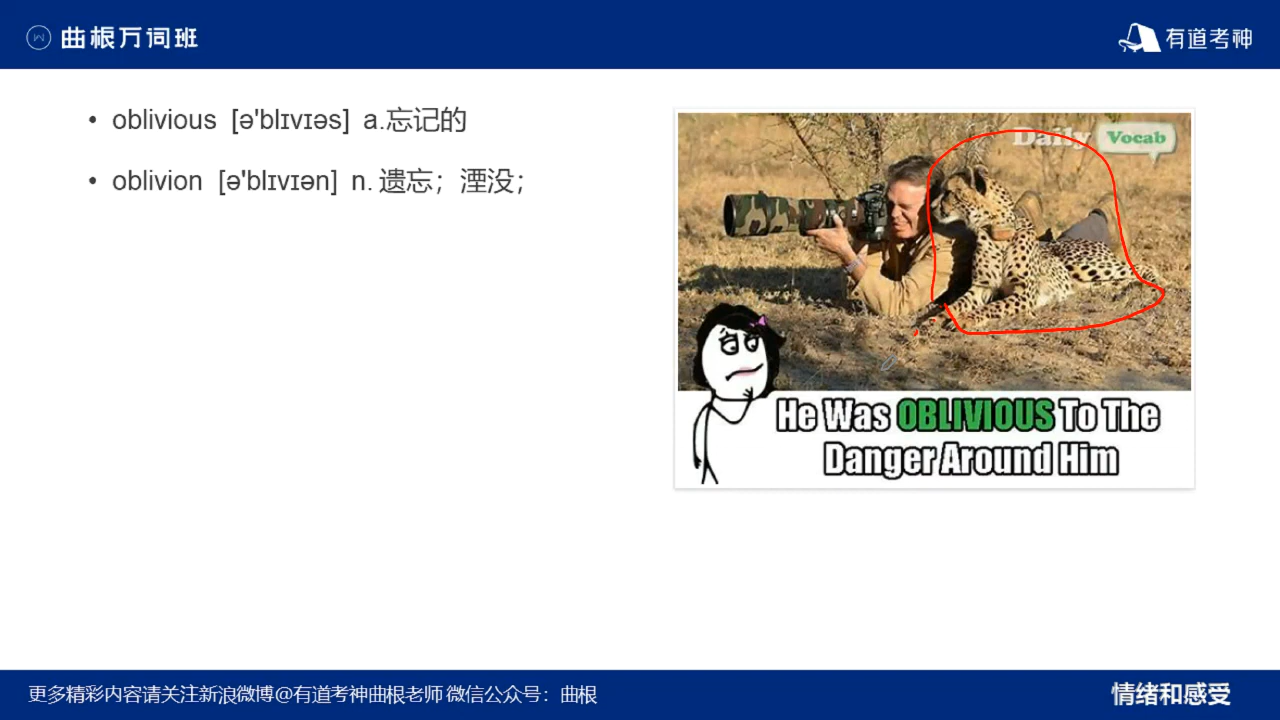 曲根万词班
有道考神
• oblivious [ə'blɪvɪəs] a.忘记的
• oblivion [ə'blɪvɪən] n. 遗忘；湮没；
Daily Vocab
He Was OBLIVIOUS To The
Danger Around Him
更多精彩内容请关注新浪微博@有道考神曲根老师 微信公众号：曲根
情绪和感受